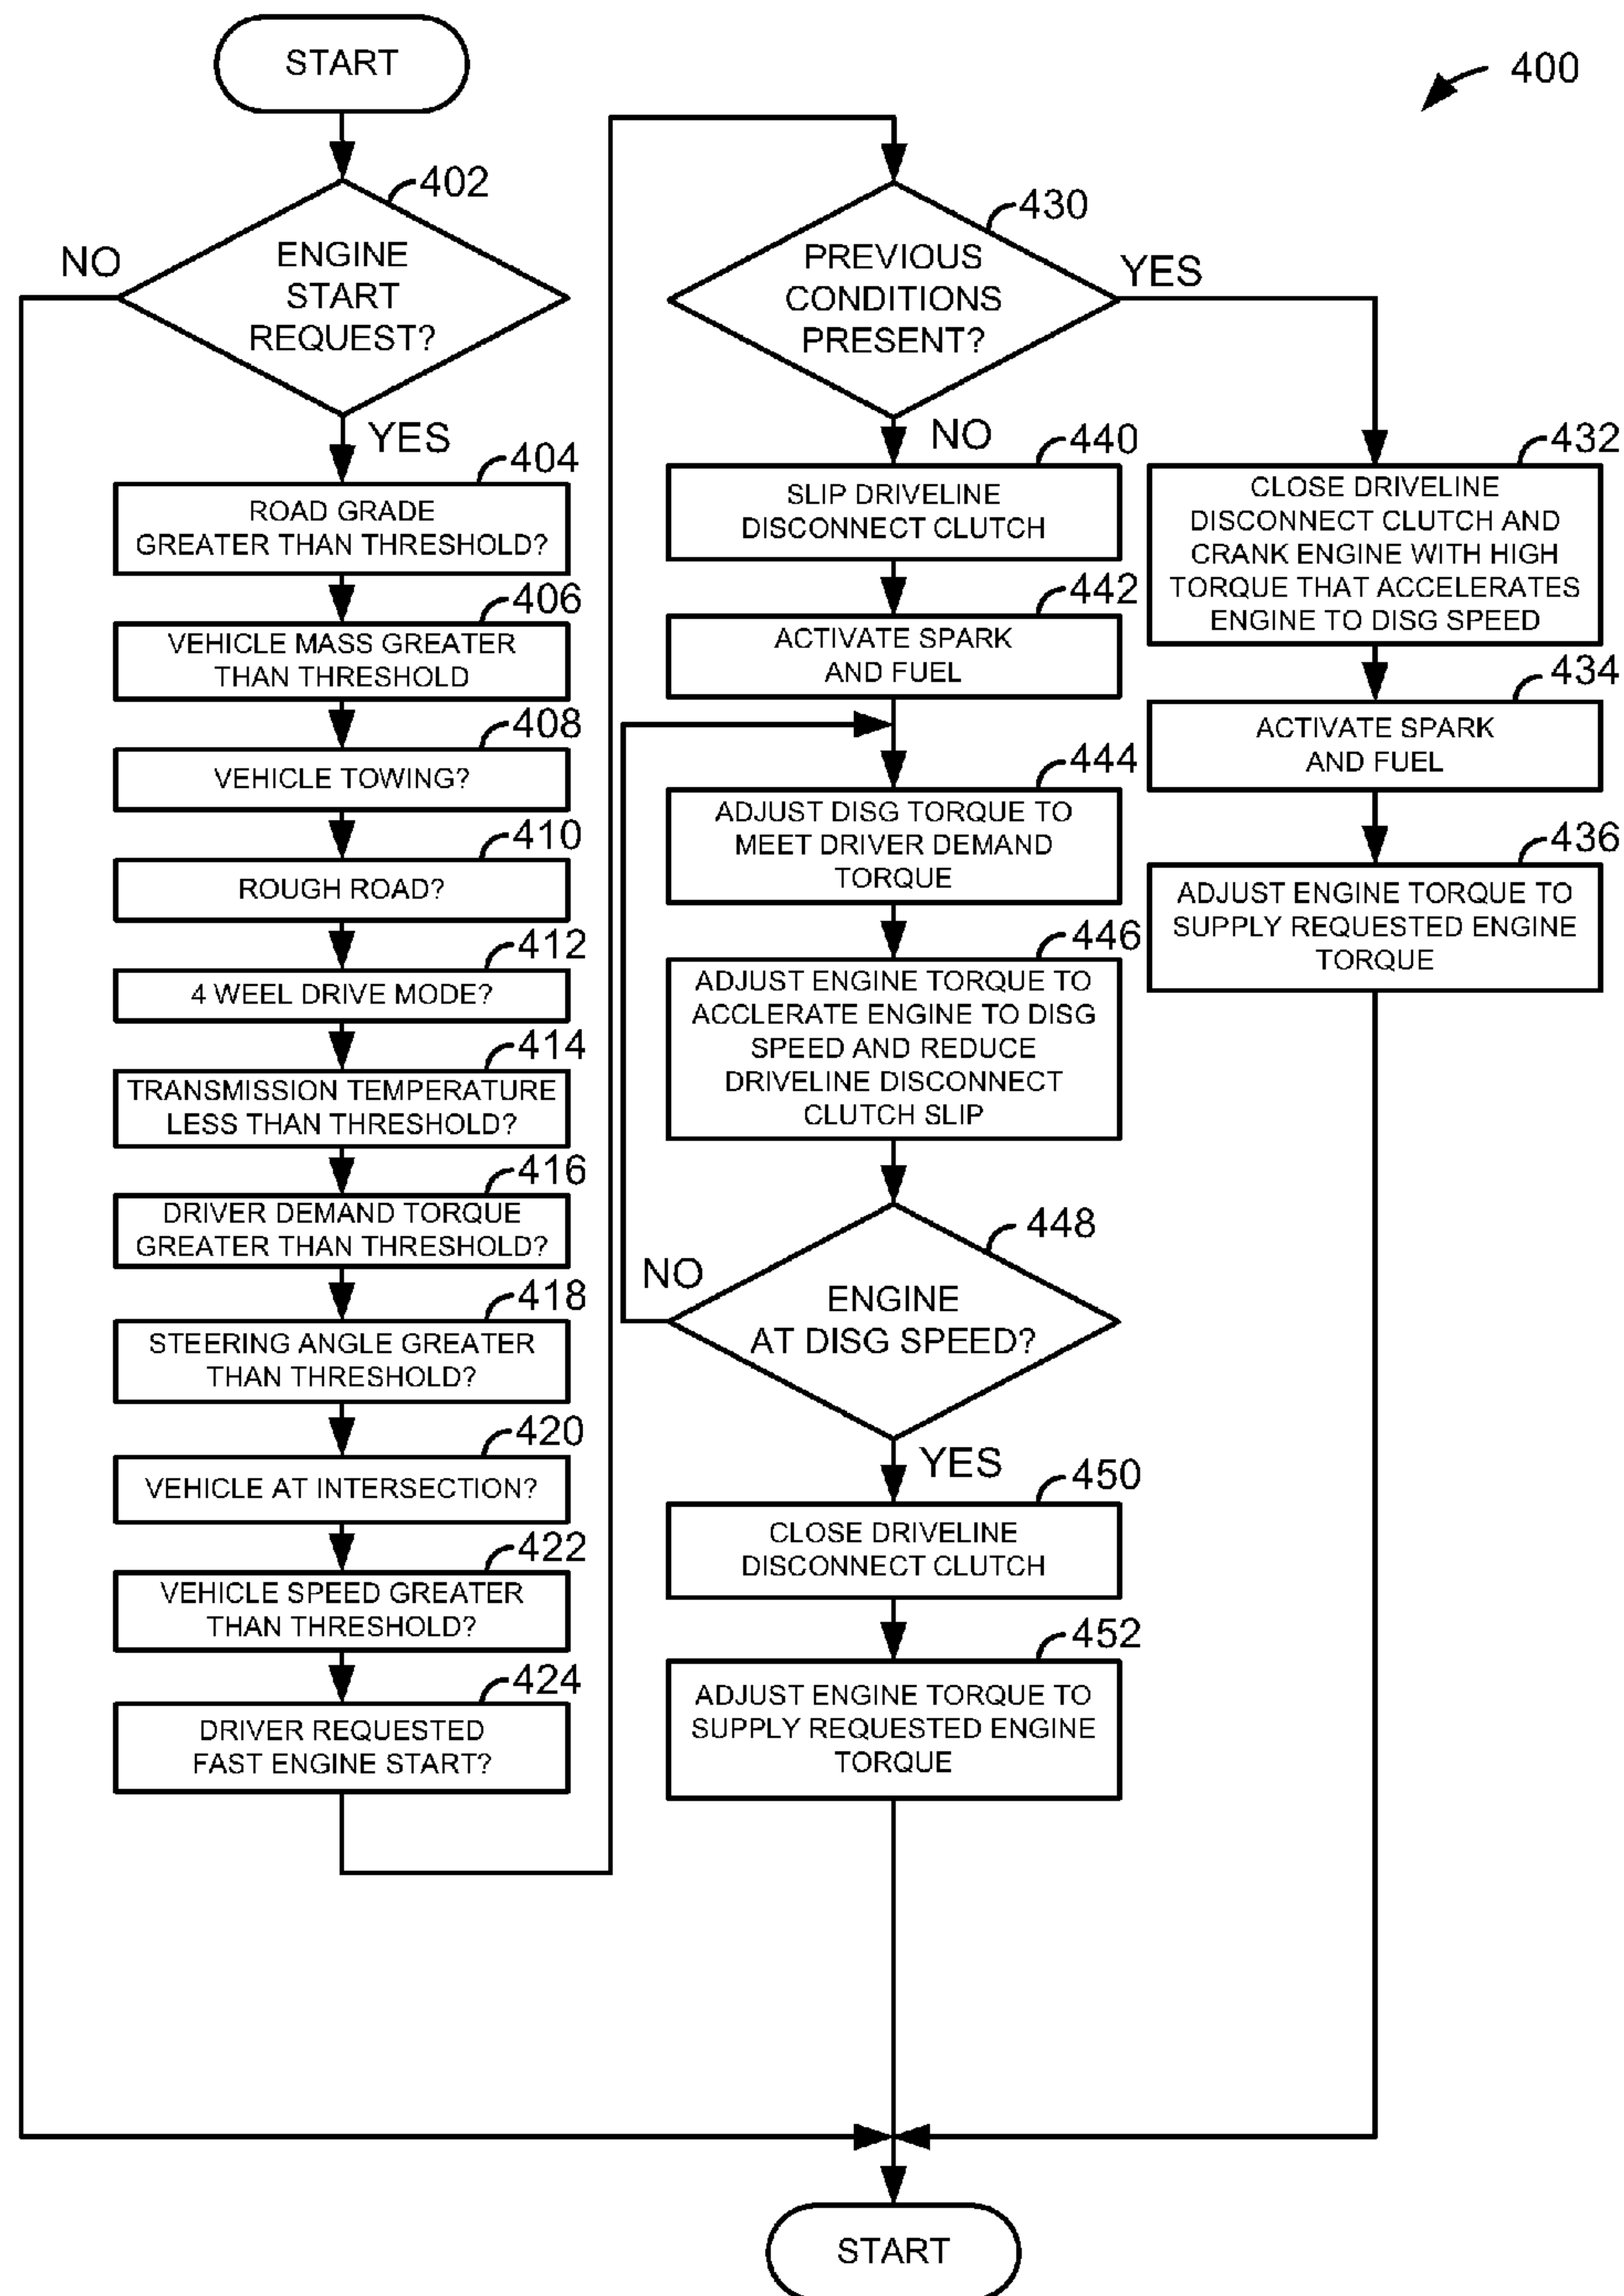 START
400
402
NO
ENGINE
START
REQUEST?
YES
404
ROAD GRADE
GREATER THAN THRESHOLD?
406
VEHICLE MASS GREATER
THAN THRESHOLD
408
VEHICLE TOWING?
410
ROUGH ROAD?
412
4 WEEL DRIVE MODE?
414
TRANSMISSION TEMPERATURE
LESS THAN THRESHOLD?
416
DRIVER DEMAND TORQUE
GREATER THAN THRESHOLD?
418
STEERING ANGLE GREATER
THAN THRESHOLD?
420
VEHICLE AT INTERSECTION?
422
VEHICLE SPEED GREATER
THAN THRESHOLD?
424
DRIVER REQUESTED
FAST ENGINE START?
430
PREVIOUS
CONDITIONS
PRESENT?
YES
NO
440
SLIP DRIVELINE
DISCONNECT CLUTCH
442
ACTIVATE SPARK
AND FUEL
444
ADJUST DISG TORQUE TO
MEET DRIVER DEMAND
TORQUE
446
ADJUST ENGINE TORQUE TO
ACCLERATE ENGINE TO DISG
SPEED AND REDUCE
DRIVELINE DISCONNECT
CLUTCH SLIP
448
NO
ENGINE
AT DISG SPEED?
YES
450
CLOSE DRIVELINE
DISCONNECT CLUTCH
452
ADJUST ENGINE TORQUE TO
SUPPLY REQUESTED ENGINE
TORQUE
432
CLOSE DRIVELINE
DISCONNECT CLUTCH AND
CRANK ENGINE WITH HIGH
TORQUE THAT ACCELERATES
ENGINE TO DISG SPEED
434
ACTIVATE SPARK
AND FUEL
436
ADJUST ENGINE TORQUE TO
SUPPLY REQUESTED ENGINE
TORQUE
START